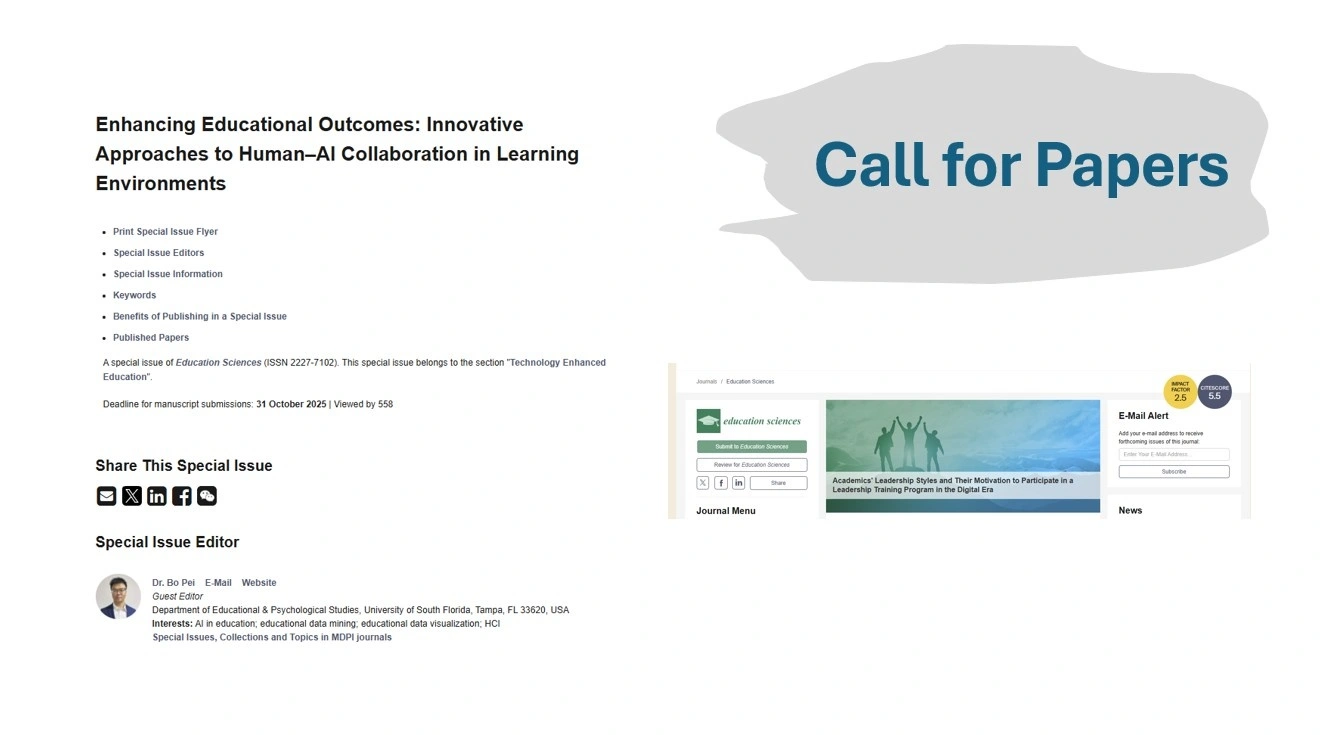 Enhancing Educational Outcomes: Innovative
Approaches to Human–AI Collaboration in Learning
Environments
Print Special Issue Flyer
Special Issue Editors
Special Issue Information
Keywords
Benefits of Publishing in a Special Issue
Published Papers
A special issue of Education Sciences (ISSN 2227-7102). This special issue belongs to the section "Technology Enhanced
Education".
Deadline for manuscript submissions: 31 October 2025 | Viewed by 558
Share This Special Issue
Special Issue Editor
Dr. Bo Pei E-Mail Website
Guest Editor
Department of Educational & Psychological Studies, University of South Florida, Tampa, FL 33620, USA
Interests: AI in education; educational data mining; educational data visualization; HCI
Special Issues, Collections and Topics in MDPI journals
Call for Papers
Journals / Education Sciences
IMPACT
FACTOR
2.5
CITESCORE
5.5
education sciences
Submit to Education Sciences
Review for Education Sciences
Share
Journal Menu
Academics' Leadership Styles and Their Motivation to Participate in a
Leadership Training Program in the Digital Era
E-Mail Alert
Add your e-mail address to receive
forthcoming issues of this journal:
Enter Your E-Mail Address...
Subscribe
News